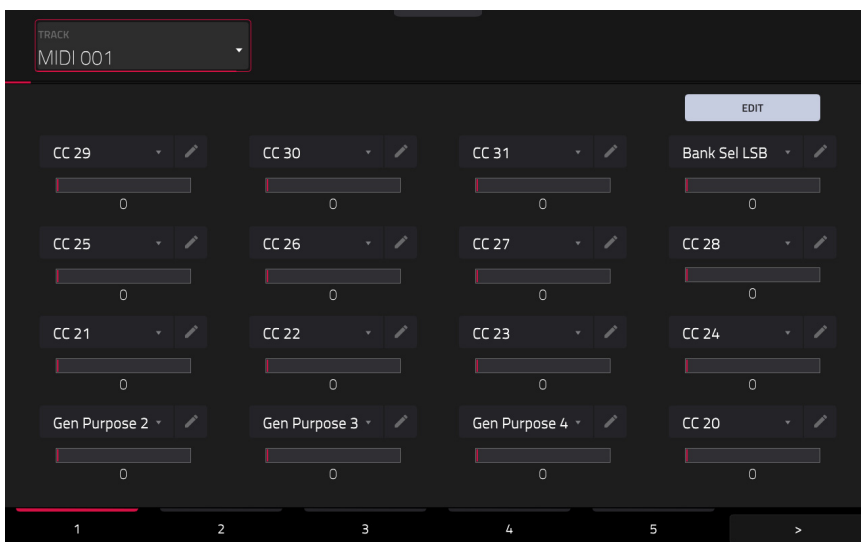 TRACK
MIDI 001
EDIT
CC 29 CC 30 CC 31 Bank Sel LSB
0 0 0 0
CC 25 CC 26 CC 27 CC 28
0 0 0 0
CC 21 CC 22 CC 23 CC 24
0 0 0 0
Gen Purpose 2 Gen Purpose 3 Gen Purpose 4 CC 20
0 0 0 0
1 2 3 4 5 >